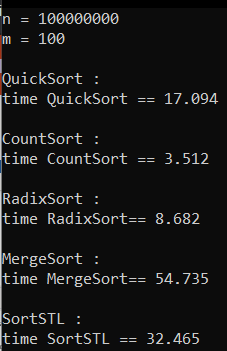 n = 100000000
m = 100
QuickSort :
time QuickSort == 17.094
CountSort :
time CountSort == 3.512
RadixSort :
time RadixSort== 8.682
MergeSort :
time MergeSort== 54.735
SortSTL :
time SortSTL == 32.465